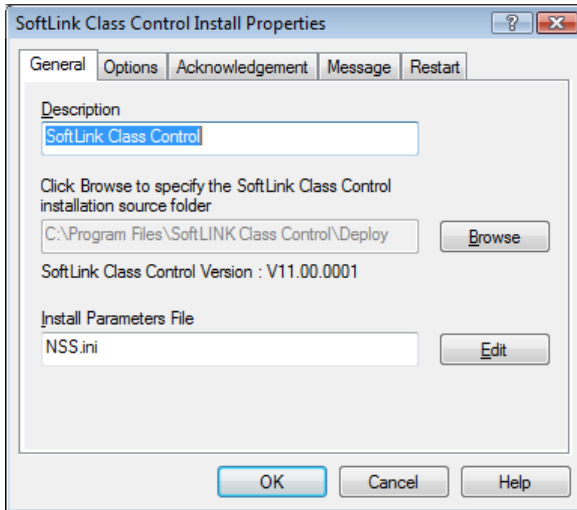 SoftLink Class Control Install Properties
General Options Acknowledgement Message Restart
Description
SoftLink Class Control
Click Browse to specify the SoftLink Class Control
installation source folder
C:\Program Files\SoftLINK Class Control\Deploy
Browse
SoftLink Class Control Version : V11.00.0001
Install Parameters File
NSS.ini
Edit
OK Cancel Help